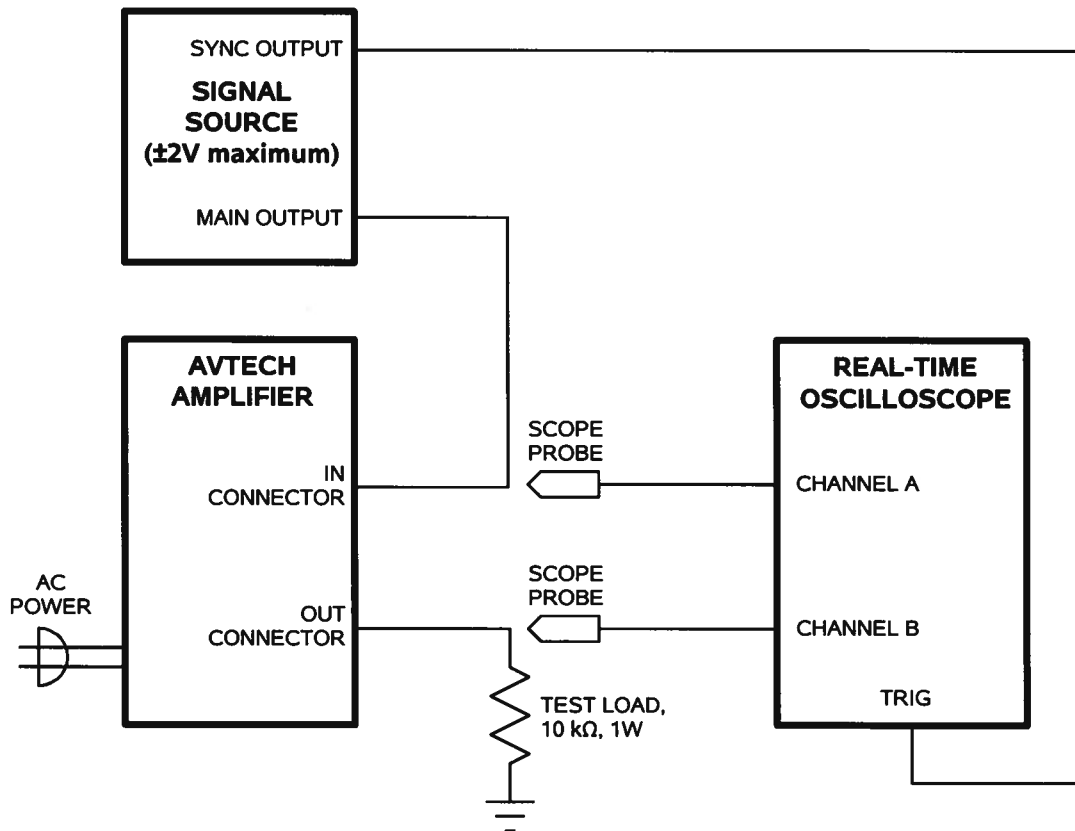 SYNC OUTPUT
SIGNAL
SOURCE
(±2V maximum)
MAIN OUTPUT
AVTECH
AMPLIFIER
IN
CONNECTOR
OUT
CONNECTOR
AC
POWER
SCOPE
PROBE
SCOPE
PROBE
TEST LOAD,
10 kΩ, 1W
REAL-TIME
OSCILLOSCOPE
CHANNEL A
CHANNEL B
TRIG